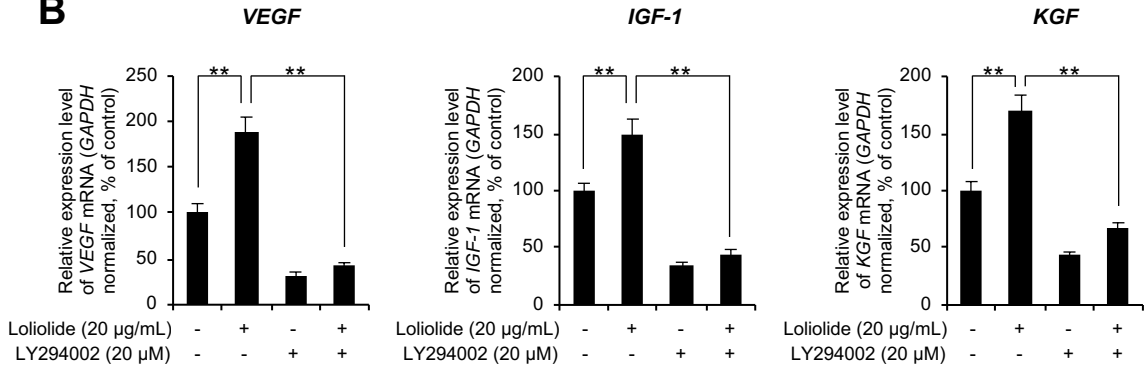 B
VEGF
Relative expression level
of VEGF mRNA (GAPDH
normalized, % of control)
250
200
150
100
50
0
** **
Loliolide (20 µg/mL) - + - +
LY294002 (20 µM) - - + +
IGF-1
Relative expression level
of IGF-1 mRNA (GAPDH
normalized, % of control)
200
150
100
50
0
** **
Loliolide (20 µg/mL) - + - +
LY294002 (20 µM) - - + +
KGF
Relative expression level
of KGF mRNA (GAPDH
normalized, % of control)
200
150
100
50
0
** **
Loliolide (20 µg/mL) - + - +
LY294002 (20 µM) - - + +